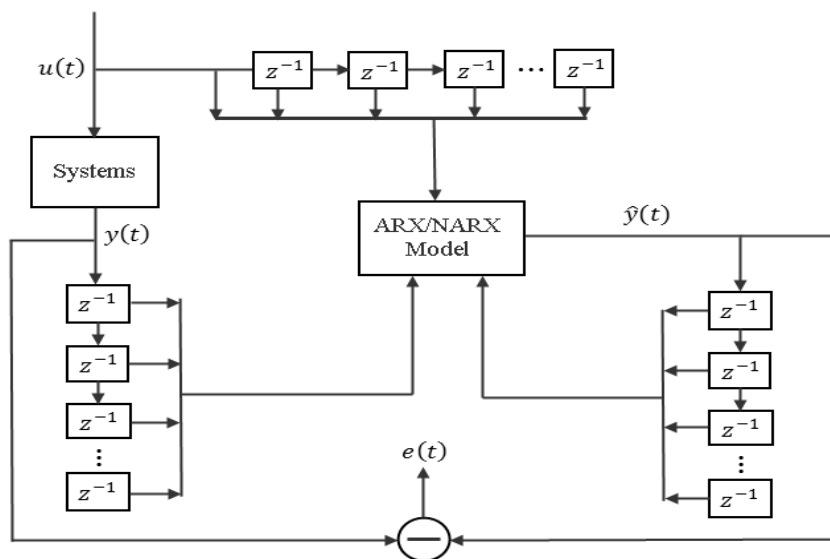 u(t)
z⁻¹ z⁻¹ z⁻¹ ··· z⁻¹
Systems
y(t)
ARX/NARX
Model
ŷ(t)
z⁻¹
z⁻¹
z⁻¹
⋮
z⁻¹
z⁻¹
z⁻¹
z⁻¹
⋮
z⁻¹
e(t)
—